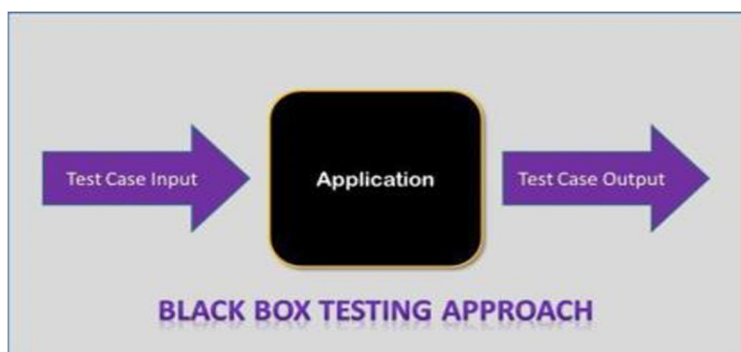 Test Case Input
Application
Test Case Output
BLACK BOX TESTING APPROACH